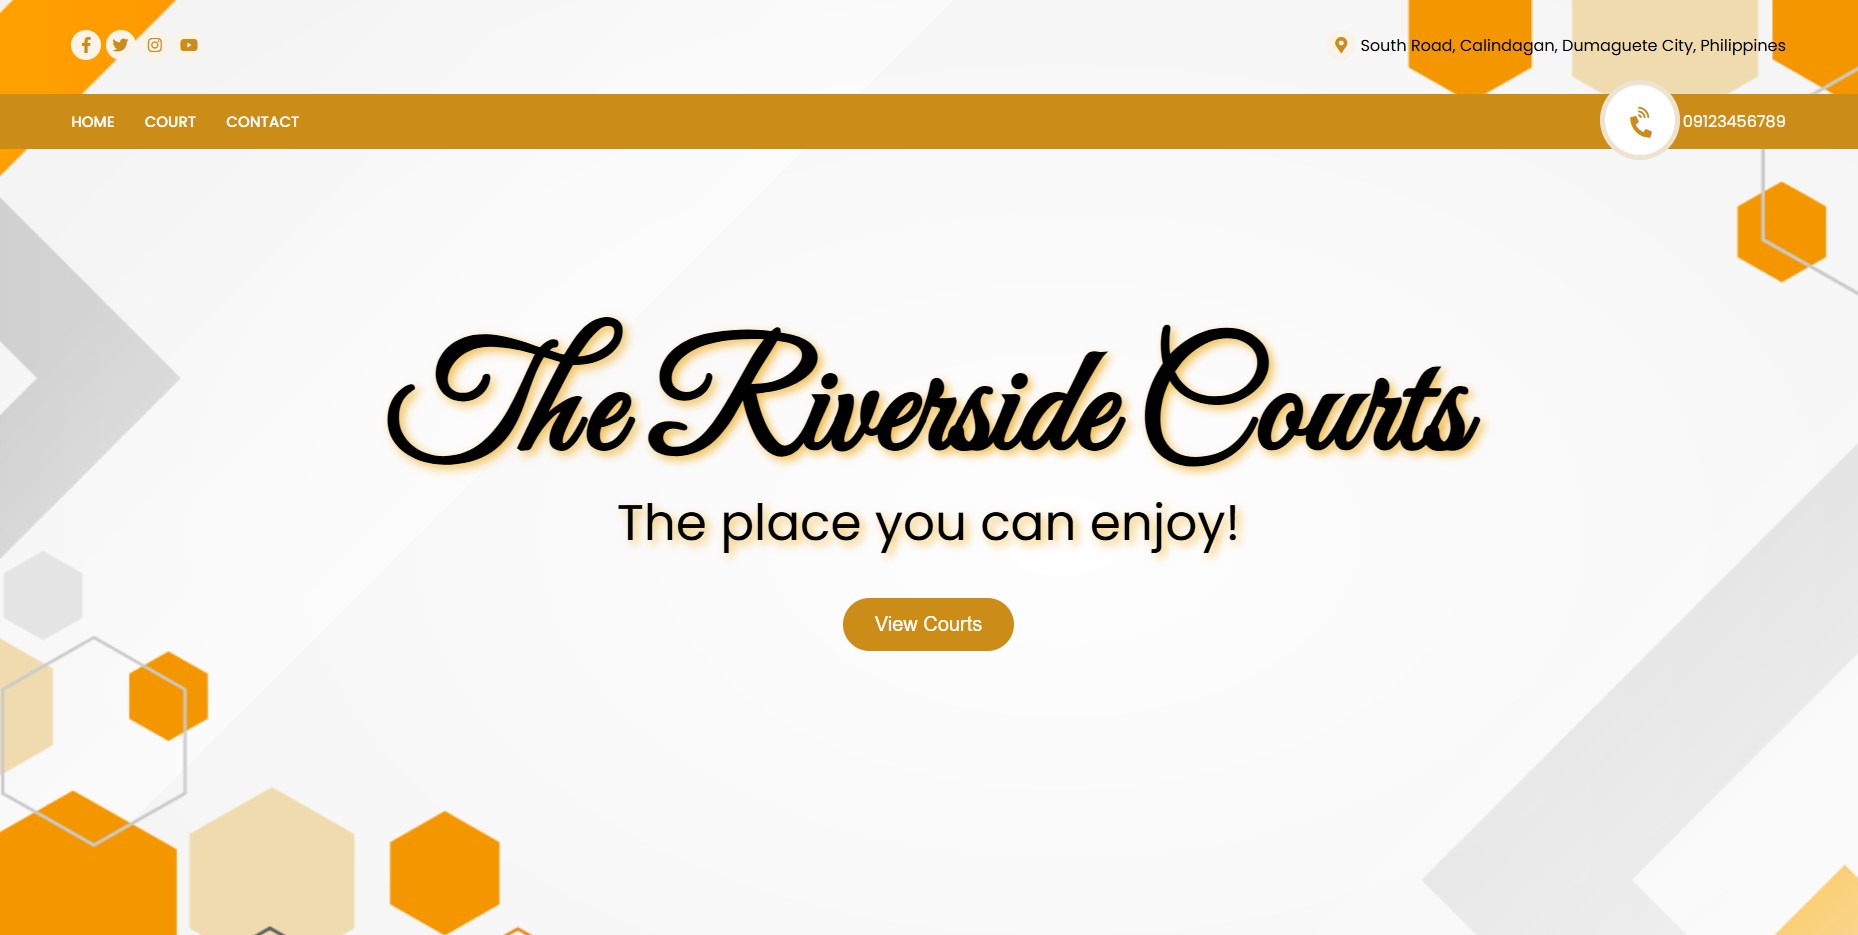 South Road, Calindagan, Dumaguete City, Philippines
HOME COURT CONTACT 09123456789
The Riverside Courts
The place you can enjoy!
View Courts